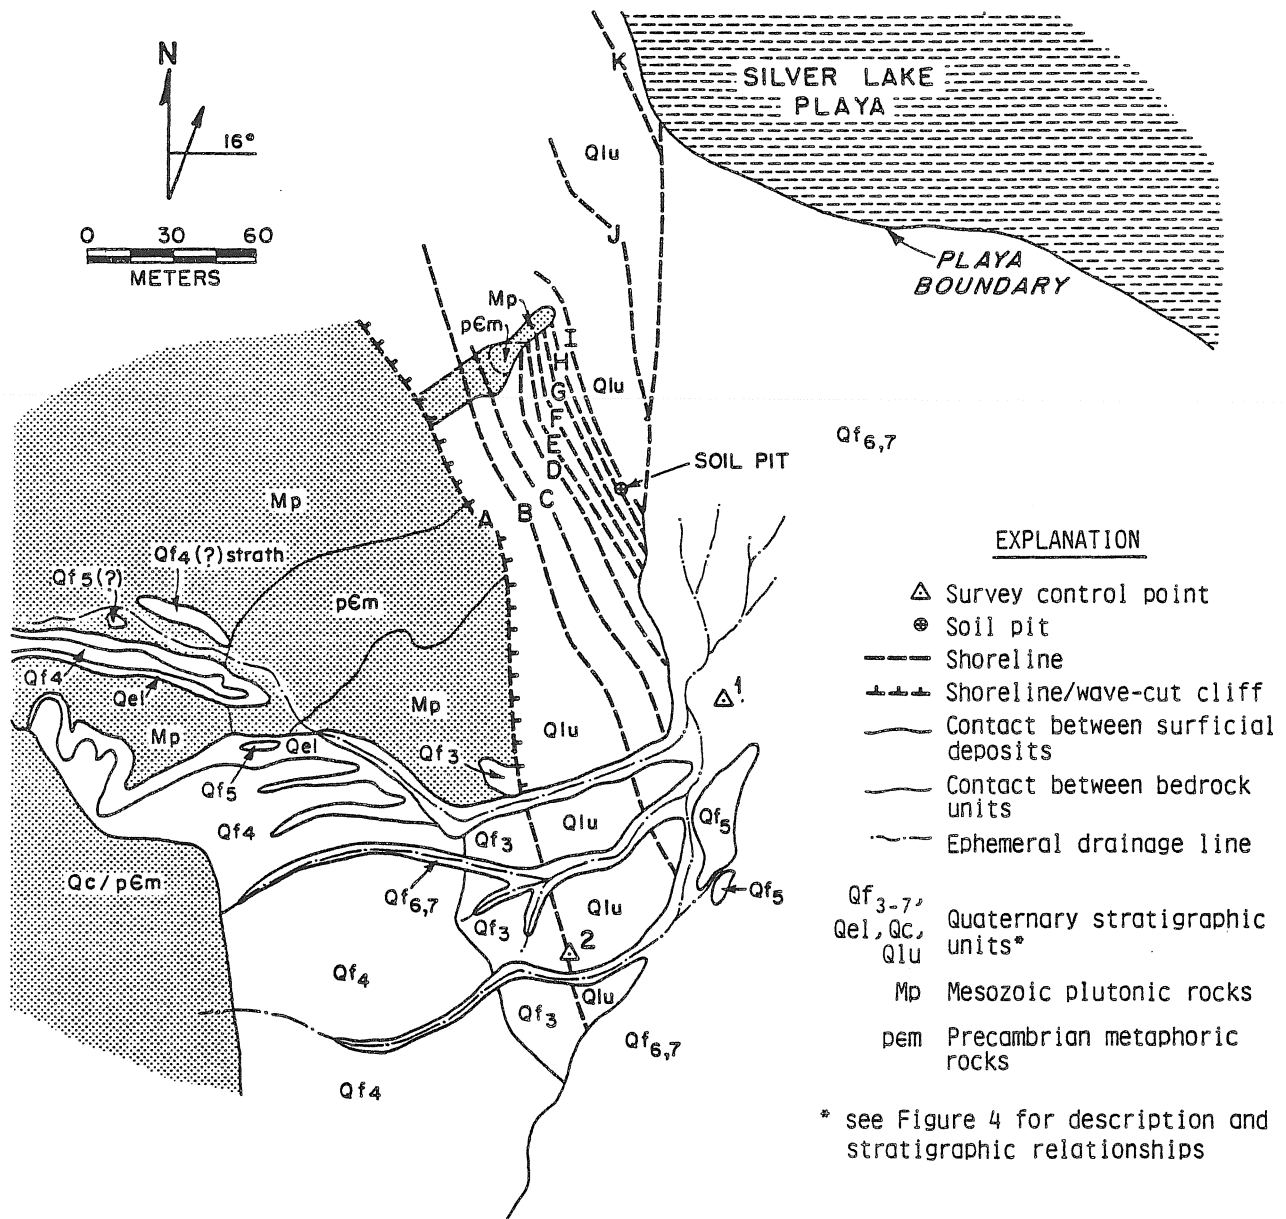 N
16°
0 30 60
METERS
SILVER LAKE
PLAYA
K
Qlu
J
PLAYA
BOUNDARY
Mp
p€m
I
H
Qlu
G
F
E
D
C
B
A
SOIL PIT
Qf6,7
Mp
Qf4(?) strath
Qf5(?)
p€m
Qf4
Qel
Mp
Mp
Qel
Qf3
Qlu
1
Qf5
Qf4
Qf3
Qlu
Qf5
Qc/p€m
Qf6,7
Qf5
Qf3
Qlu
2
Qf4
Qlu
Qf3
Qf6,7
Qf4
EXPLANATION
Survey control point
Soil pit
Shoreline
Shoreline/wave-cut cliff
Contact between surficial
deposits
Contact between bedrock
units
Ephemeral drainage line
Qf3-7,
Qel, Qc,
Qlu
Quaternary stratigraphic
units*
Mp Mesozoic plutonic rocks
p€m Precambrian metaphoric
rocks
* see Figure 4 for description and
stratigraphic relationships